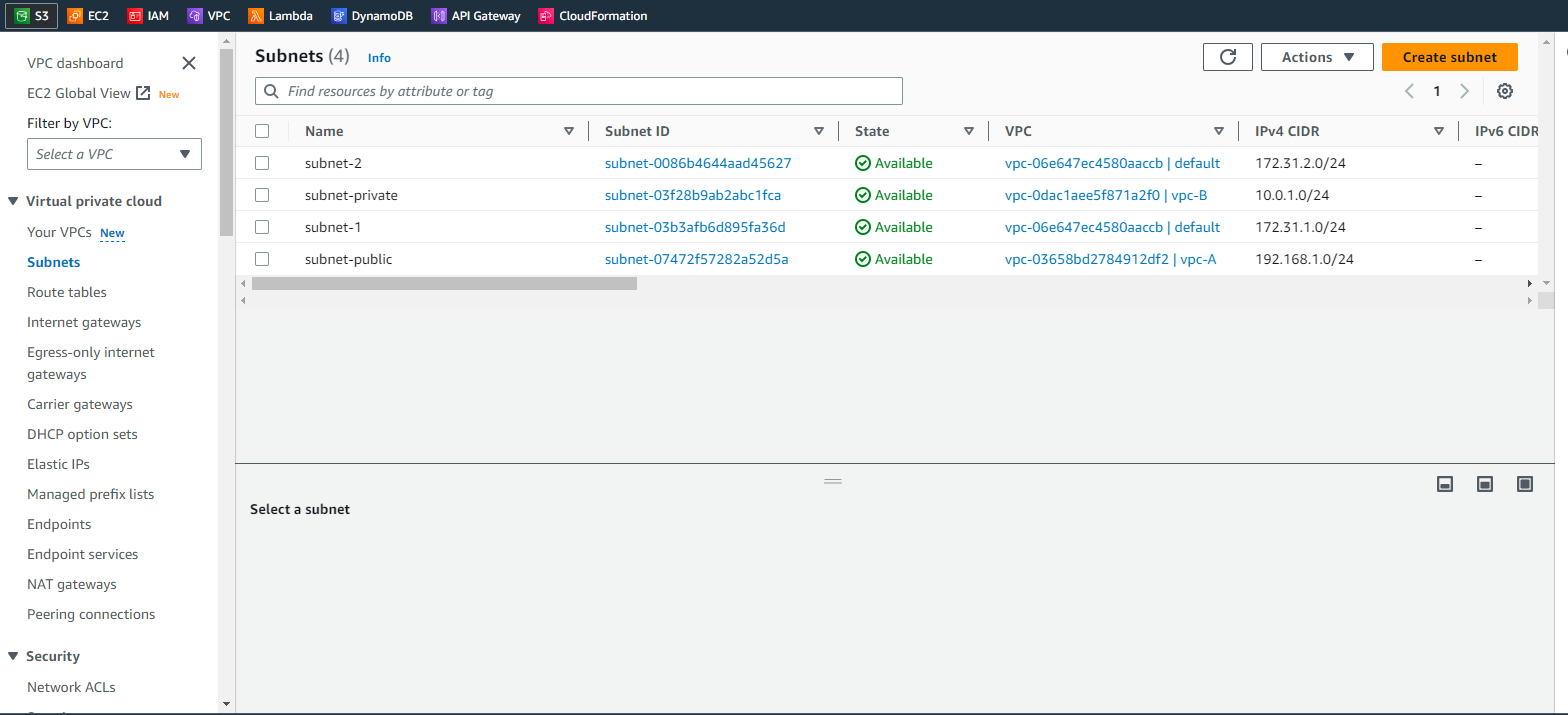 S3 EC2 IAM VPC Lambda DynamoDB API Gateway CloudFormation
VPC dashboard
EC2 Global View New
Filter by VPC:
Select a VPC
Virtual private cloud
Your VPCs New
Subnets
Route tables
Internet gateways
Egress-only internet
gateways
Carrier gateways
DHCP option sets
Elastic IPs
Managed prefix lists
Endpoints
Endpoint services
NAT gateways
Peering connections
Security
Network ACLs
Subnets (4) Info
Actions Create subnet
Find resources by attribute or tag
1
Name Subnet ID State VPC IPv4 CIDR IPv6 CIDR
subnet-2 subnet-0086b4644aad45627 Available vpc-06e647ec4580aaccb | default 172.31.2.0/24 –
subnet-private subnet-03f28b9ab2abc1fca Available vpc-0dac1aee5f871a2f0 | vpc-B 10.0.1.0/24 –
subnet-1 subnet-03b3afb6d895fa36d Available vpc-06e647ec4580aaccb | default 172.31.1.0/24 –
subnet-public subnet-07472f57282a52d5a Available vpc-03658bd2784912df2 | vpc-A 192.168.1.0/24 –
Select a subnet